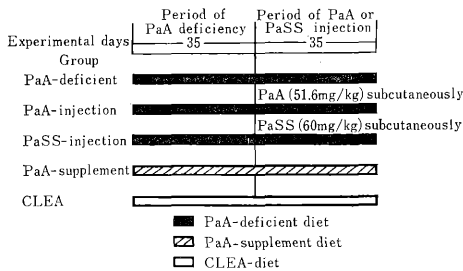 Period of PaA deficiency
Period of PaA or PaSS injection
Experimental days 35 35
Group
PaA-deficient
PaA (51.6mg/kg) subcutaneously
PaA-injection
PaSS (60mg/kg) subcutaneously
PaSS-injection
PaA-supplement
CLEA
PaA-deficient diet
PaA-supplement diet
CLEA-diet